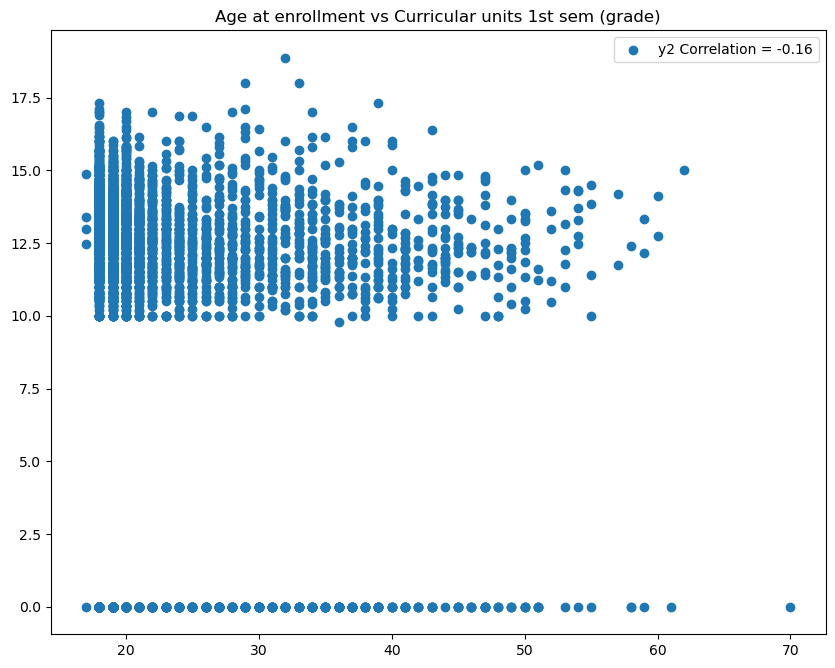 Age at enrollment vs Curricular units 1st sem (grade)
y2 Correlation = -0.16
17.5
15.0
12.5
10.0
7.5
5.0
2.5
0.0
20 30 40 50 60 70